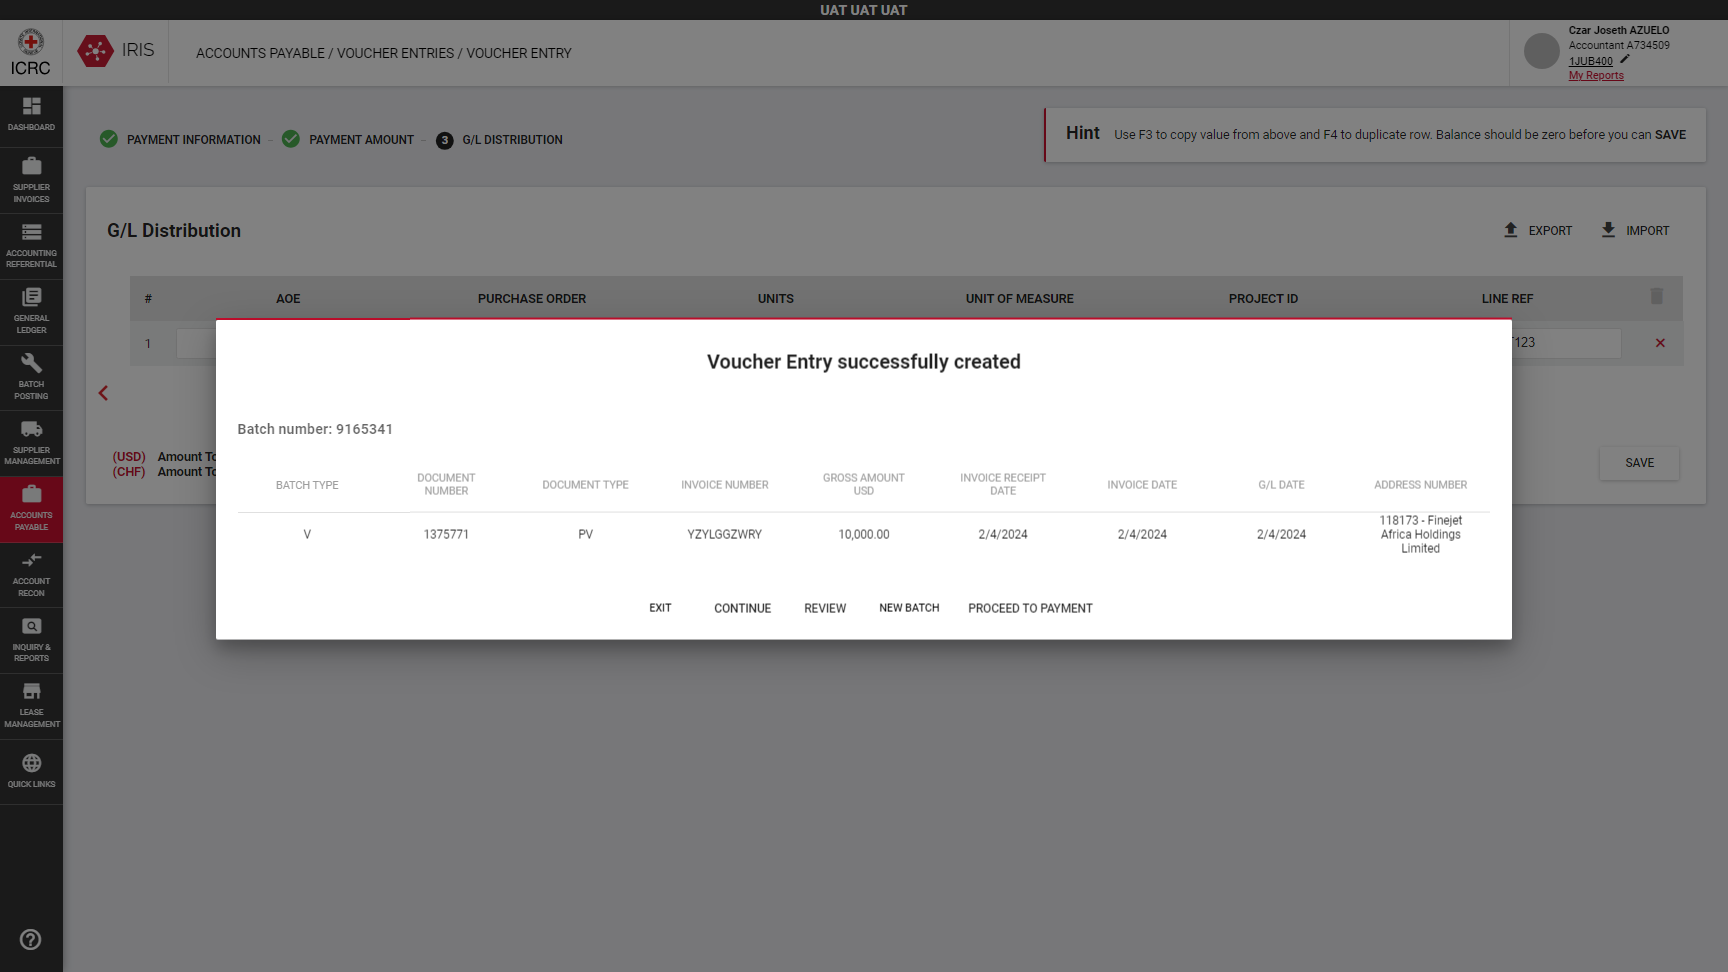 UAT UAT UAT
ICRC
IRIS
ACCOUNTS PAYABLE / VOUCHER ENTRIES / VOUCHER ENTRY
Czar Joseth AZUELO
Accountant A734509
1JUB400
My Reports
DASHBOARD
SUPPLIER
INVOICES
ACCOUNTING
REFERENTIAL
GENERAL
LEDGER
BATCH
POSTING
SUPPLIER
MANAGEMENT
ACCOUNTS
PAYABLE
ACCOUNT
RECON
INQUIRY &
REPORTS
LEASE
MANAGEMENT
QUICK LINKS
PAYMENT INFORMATION – PAYMENT AMOUNT – 3 G/L DISTRIBUTION
Hint Use F3 to copy value from above and F4 to duplicate row. Balance should be zero before you can SAVE
G/L Distribution
EXPORT IMPORT
# AOE PURCHASE ORDER UNITS UNIT OF MEASURE PROJECT ID LINE REF
1 123
(USD) Amount To
(CHF) Amount To
SAVE
Voucher Entry successfully created
Batch number: 9165341
BATCH TYPE DOCUMENT NUMBER DOCUMENT TYPE INVOICE NUMBER GROSS AMOUNT USD INVOICE RECEIPT DATE INVOICE DATE G/L DATE ADDRESS NUMBER
V 1375771 PV YZYLGGZWRY 10,000.00 2/4/2024 2/4/2024 2/4/2024 118173 - Finejet Africa Holdings Limited
EXIT CONTINUE REVIEW NEW BATCH PROCEED TO PAYMENT